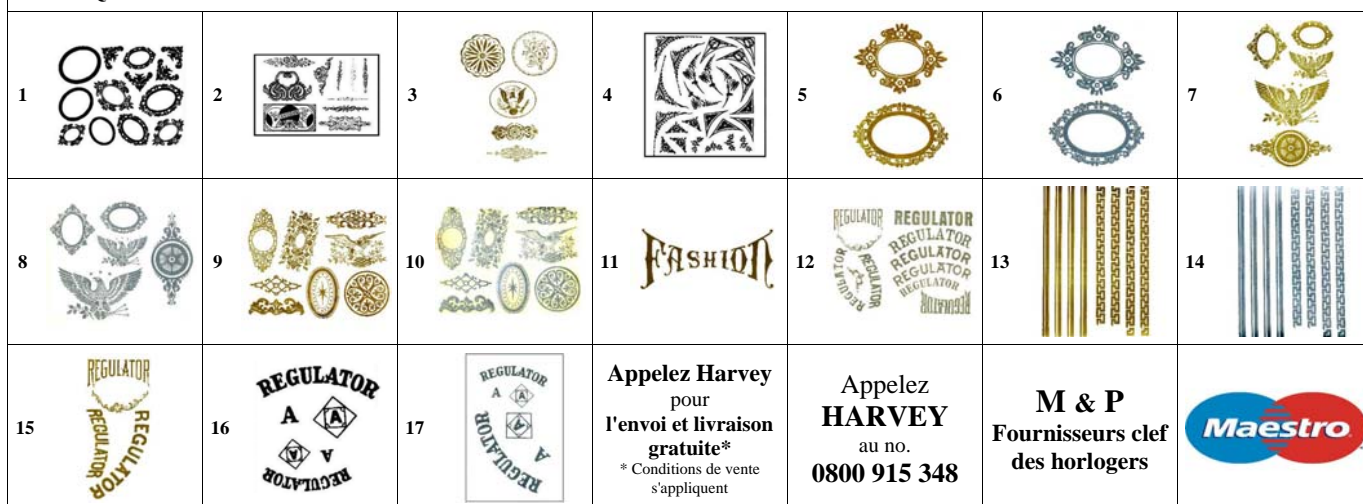 1
2
3
4
5
6
7
8
9
10
11 FASHION
12 REGULATOR REGULATOR
REGULATOR
REGULATOR
REGULATOR
REGULATOR
REGULATOR
REGULATOR
REGULATOR
13
14
15 REGULATOR
REGULATOR
REGULATOR
16 REGULATOR
A A
A A
REGULATOR
17 REGULATOR
A A
A A
REGULATOR
Appelez Harvey
pour
l'envoi et livraison
gratuite*
* Conditions de vente
s'appliquent
Appelez
HARVEY
au no.
0800 915 348
M & P
Fournisseurs clef
des horlogers
Maestro